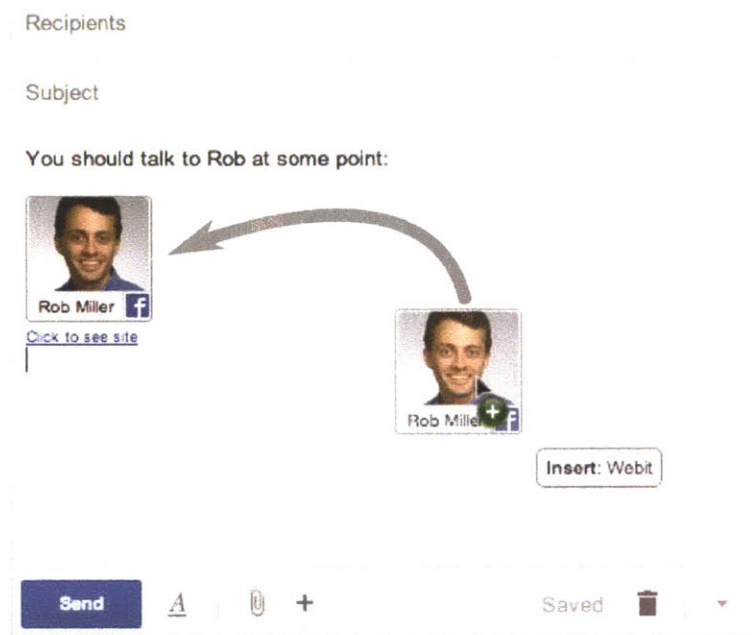 Recipients
Subject
You should talk to Rob at some point:
Rob Miller f
Click to see site
Rob Miller f
Insert: Webit
Send A Saved